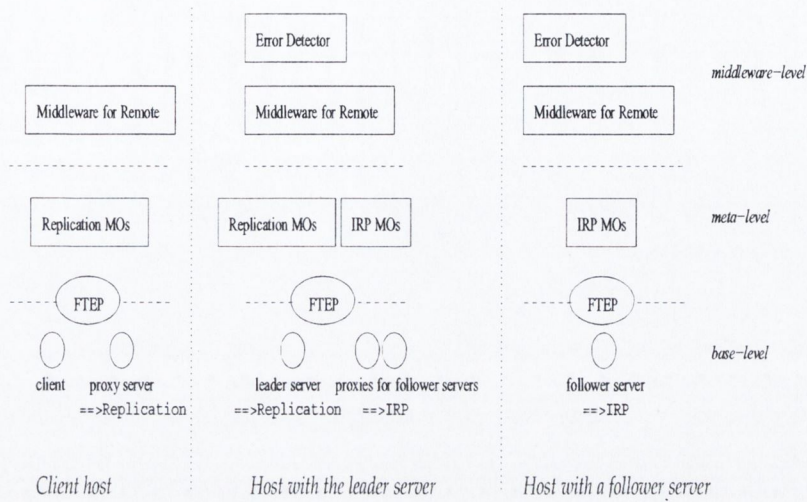 Error Detector
Error Detector
middleware-level
Middleware for Remote
Middleware for Remote
Middleware for Remote
Replication MOs
Replication MOs
IRP MOs
IRP MOs
meta-level
FTEP
FTEP
FTEP
base-level
client
proxy server
leader server
proxies for follower servers
follower server
==>Replication
==>Replication
==>IRP
==>IRP
Client host
Host with the leader server
Host with a follower server